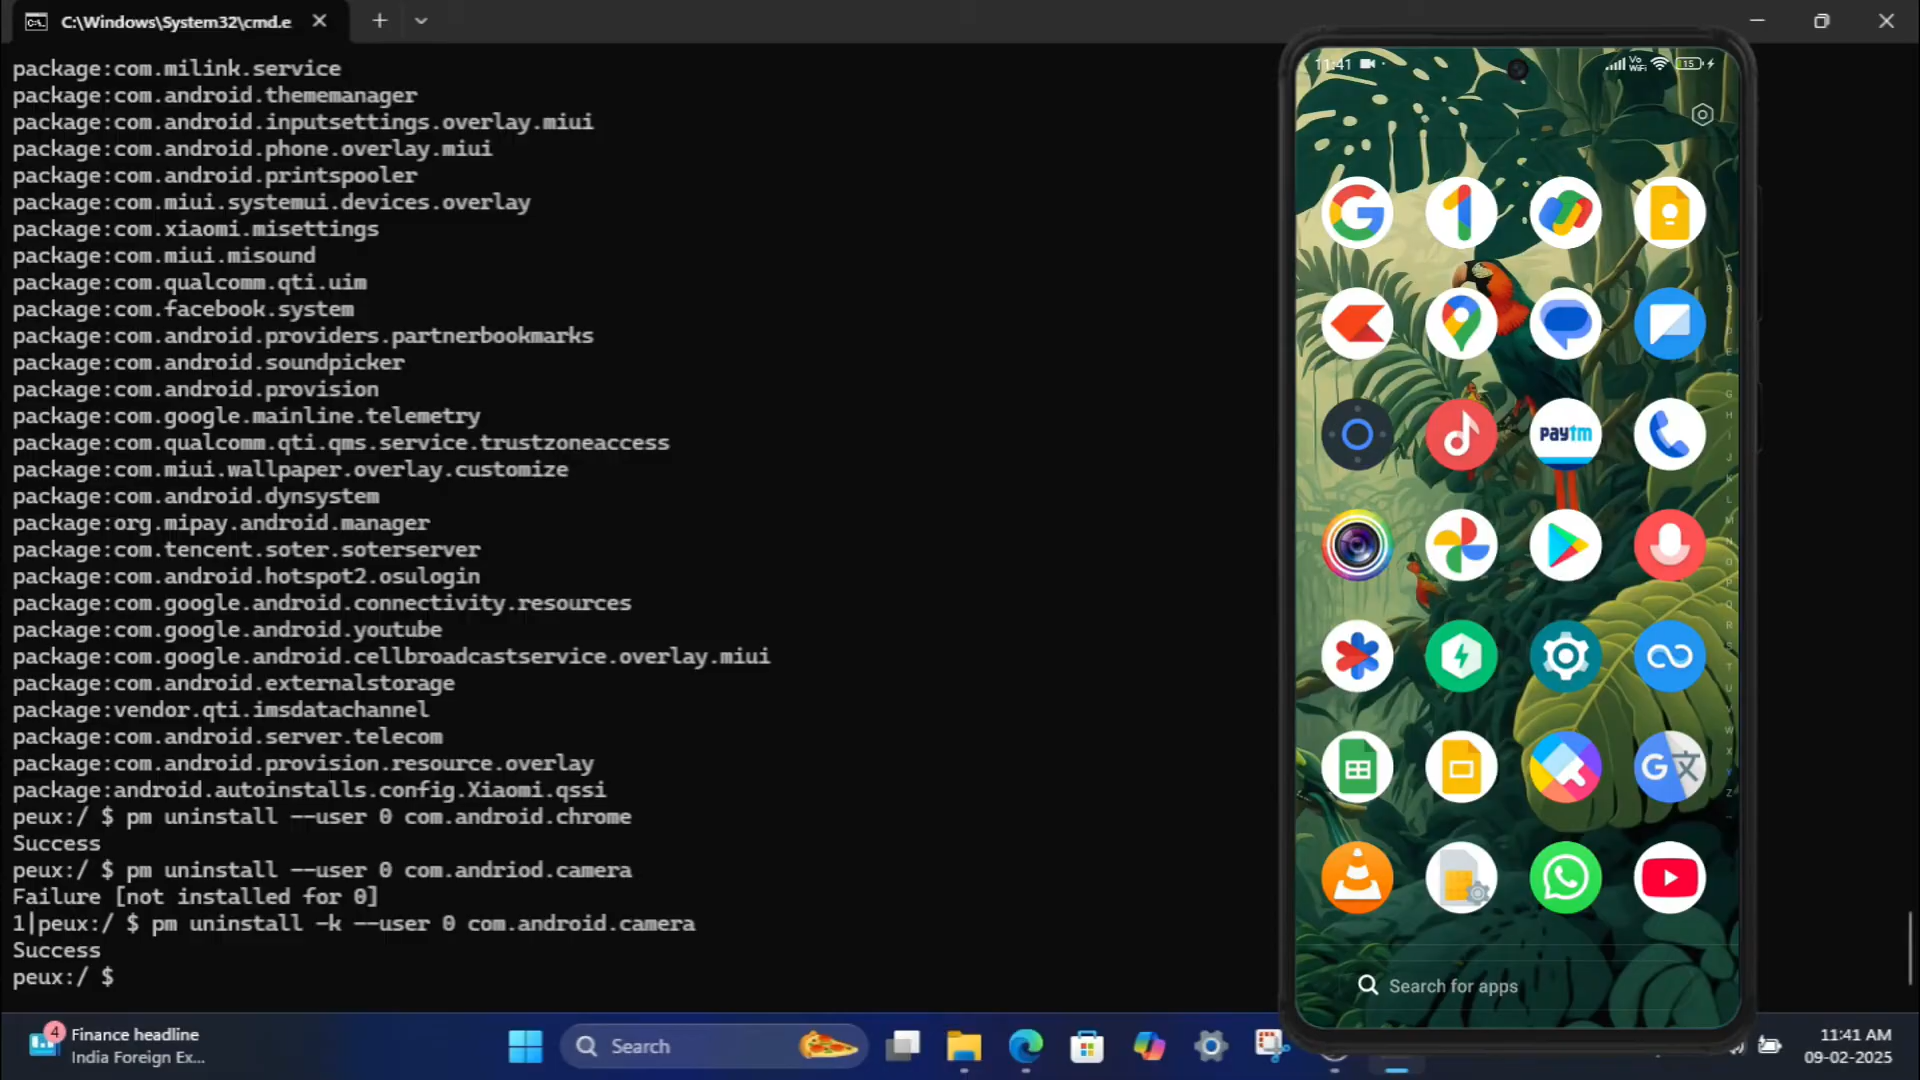 C:\Windows\System32\cmd.e
package:com.milink.service
package:com.android.thememanager
package:com.android.inputsettings.overlay.miui
package:com.android.phone.overlay.miui
package:com.android.printspooler
package:com.miui.systemui.devices.overlay
package:com.xiaomi.misettings
package:com.miui.misound
package:com.qualcomm.qti.uim
package:com.facebook.system
package:com.android.providers.partnerbookmarks
package:com.android.soundpicker
package:com.android.provision
package:com.google.mainline.telemetry
package:com.qualcomm.qti.qms.service.trustzoneaccess
package:com.miui.wallpaper.overlay.customize
package:com.android.dynsystem
package:org.mipay.android.manager
package:com.tencent.soter.soterserver
package:com.android.hotspot2.osulogin
package:com.google.android.connectivity.resources
package:com.google.android.youtube
package:com.google.android.cellbroadcastservice.overlay.miui
package:com.android.externalstorage
package:vendor.qti.imsdatachannel
package:com.android.server.telecom
package:com.android.provision.resource.overlay
package:android.autoinstalls.config.Xiaomi.qssi
peux:/ $ pm uninstall --user 0 com.android.chrome
Success
peux:/ $ pm uninstall --user 0 com.andriod.camera
Failure [not installed for 0]
1|peux:/ $ pm uninstall -k --user 0 com.android.camera
Success
peux:/ $
11:41
Vo
WiFi
15
paytm
Search for apps
4
Finance headline
India Foreign Ex...
Search
11:41 AM
09-02-2025